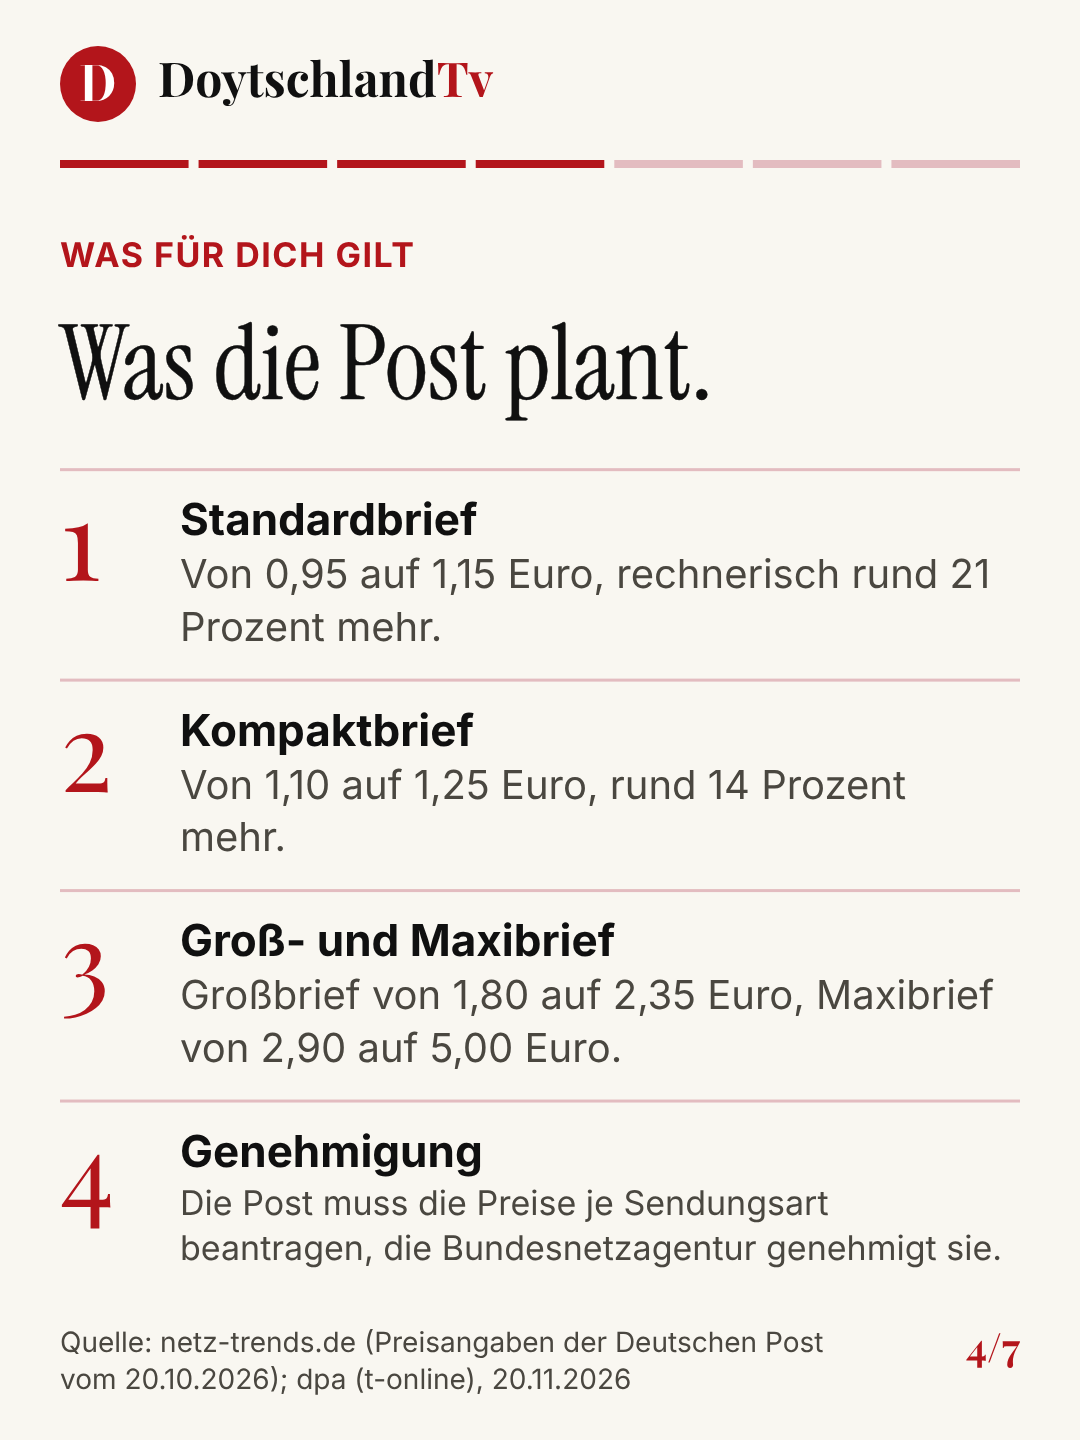 D DoytschlandTv
WAS FÜR DICH GILT
Was die Post plant.
1 Standardbrief
Von 0,95 auf 1,15 Euro, rechnerisch rund 21
Prozent mehr.
2 Kompaktbrief
Von 1,10 auf 1,25 Euro, rund 14 Prozent
mehr.
3 Groß- und Maxibrief
Großbrief von 1,80 auf 2,35 Euro, Maxibrief
von 2,90 auf 5,00 Euro.
4 Genehmigung
Die Post muss die Preise je Sendungsart
beantragen, die Bundesnetzagentur genehmigt sie.
Quelle: netz-trends.de (Preisangaben der Deutschen Post
vom 20.10.2026); dpa (t-online), 20.11.2026
4/7